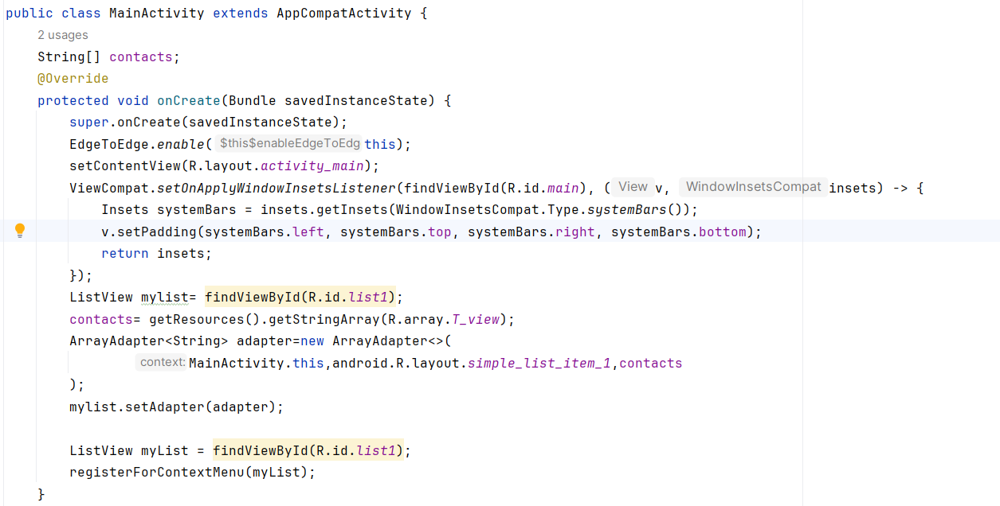 public class MainActivity extends AppCompatActivity {
2 usages
String[] contacts;
@Override
protected void onCreate(Bundle savedInstanceState) {
super.onCreate(savedInstanceState);
EdgeToEdge.enable( $this$enableEdgeToEdg this);
setContentView(R.layout.activity_main);
ViewCompat.setOnApplyWindowInsetsListener(findViewById(R.id.main), ( View v, WindowInsetsCompat insets) -> {
Insets systemBars = insets.getInsets(WindowInsetsCompat.Type.systemBars());
v.setPadding(systemBars.left, systemBars.top, systemBars.right, systemBars.bottom);
return insets;
});
ListView mylist= findViewById(R.id.list1);
contacts= getResources().getStringArray(R.array.T_view);
ArrayAdapter<String> adapter=new ArrayAdapter<>(
context: MainActivity.this,android.R.layout.simple_list_item_1,contacts
);
mylist.setAdapter(adapter);
ListView myList = findViewById(R.id.list1);
registerForContextMenu(myList);
}